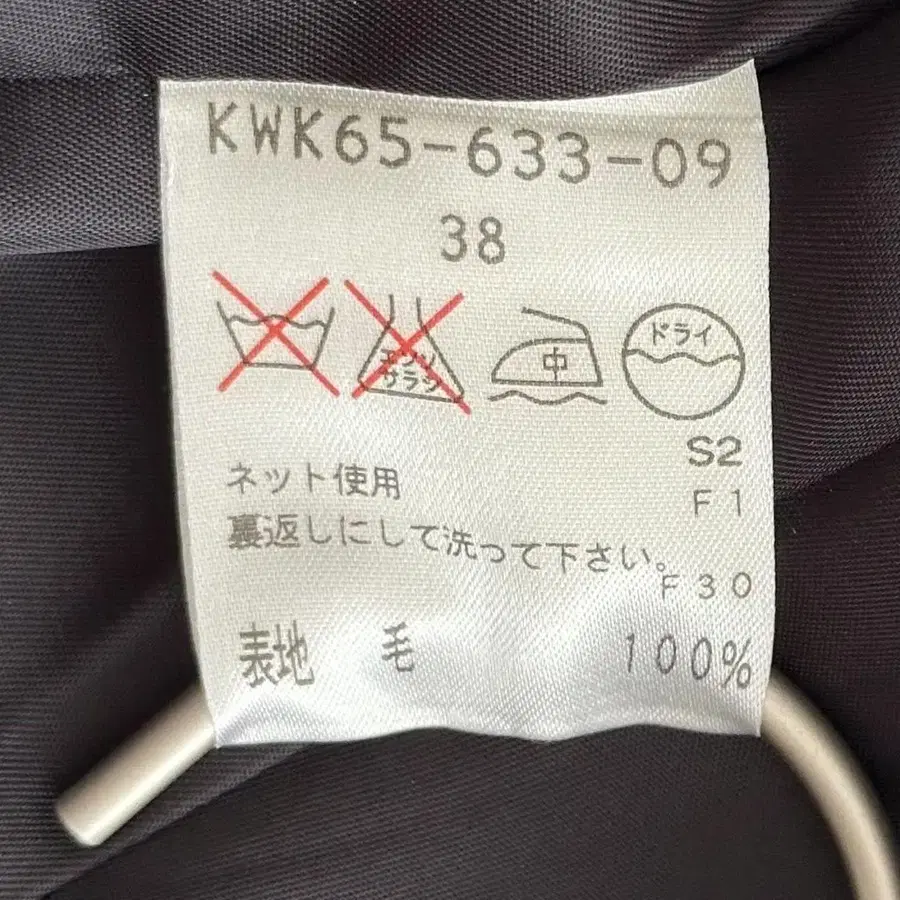 KWK65-633-09
38
エンソ
サラシ
中
ドライ
S2
ネット使用
F1
裏返しにして洗って下さい。
F30
表地 毛 100%